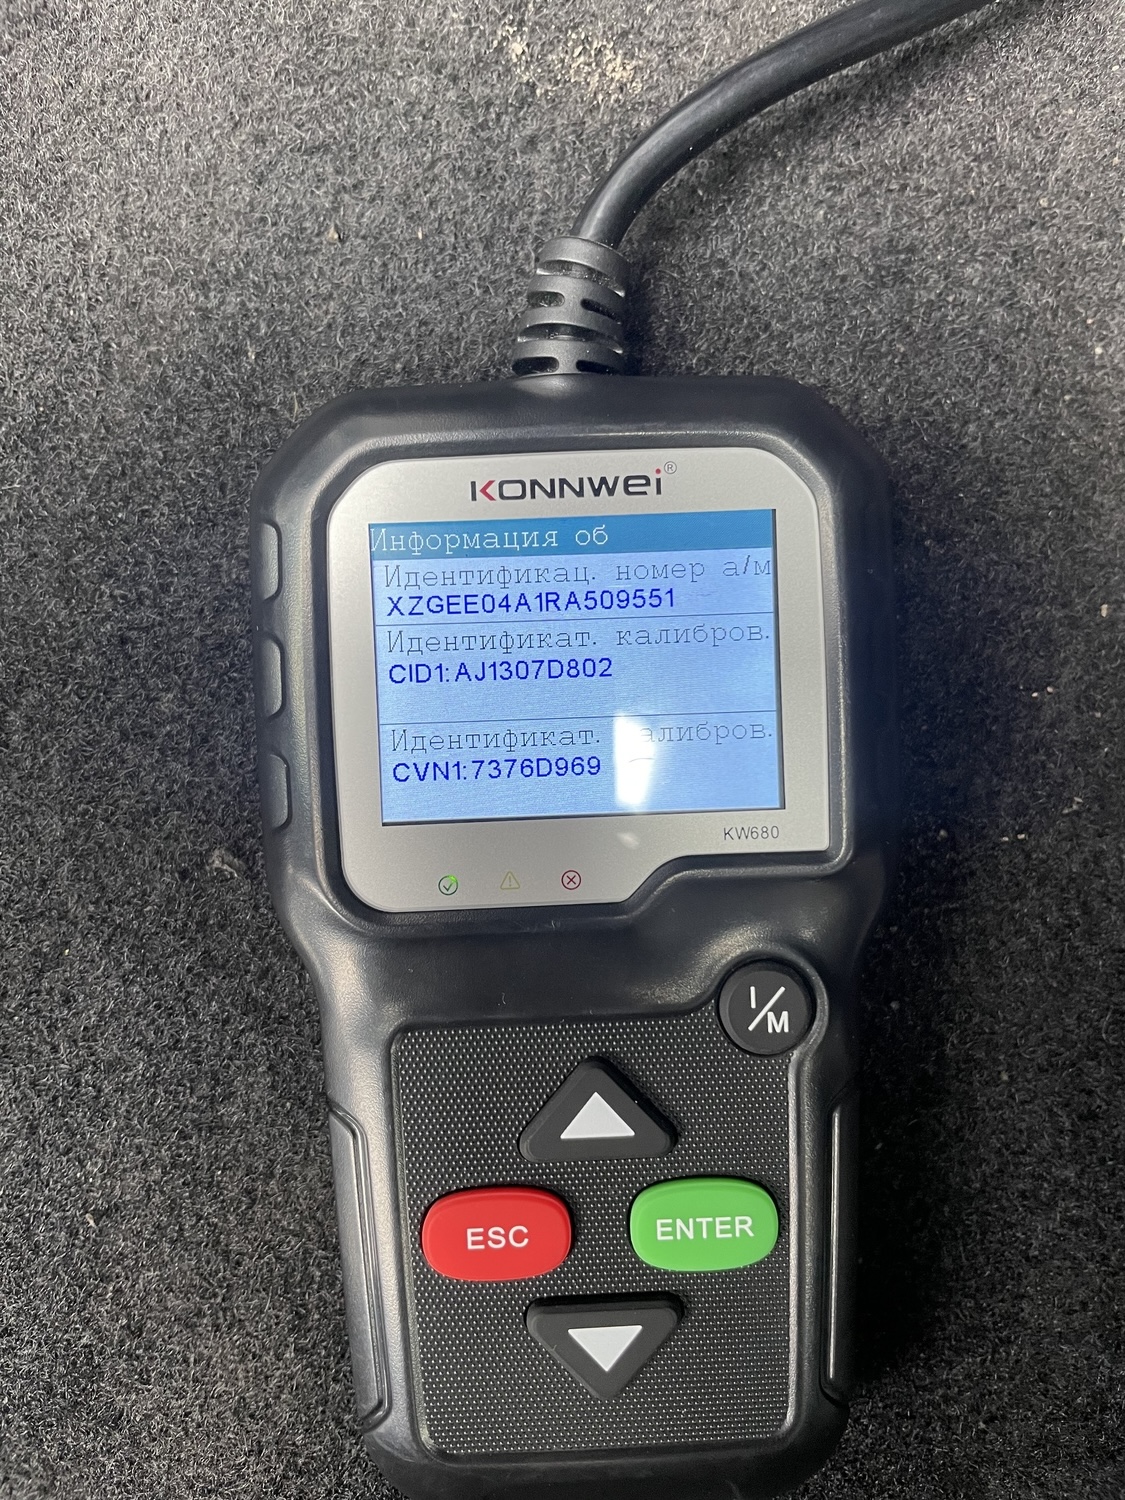 KONNWEI®
Информация об
Идентификац. номер а/м
XZGEE04A1RA509551
Идентификат. калибров.
CID1:AJ1307D802
Идентификат. калибров.
CVN1:7376D969
KW680
I/M
ESC
ENTER